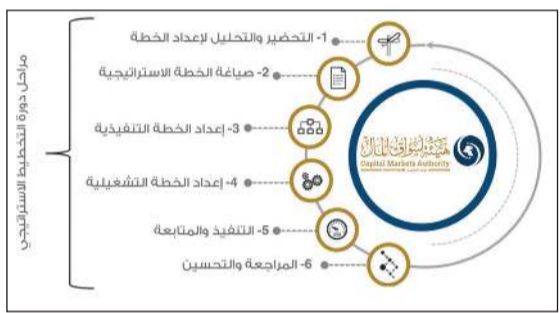 مراحل دورة التخطيط الاستراتيجي
1- التحضير والتحليل لإعداد الخطة
2- صياغة الخطة الاستراتيجية
3- إعداد الخطة التنفيذية
4- إعداد الخطة التشغيلية
5- التنفيذ والمتابعة
6- المراجعة والتحسين
هيئة أسواق المال
Capital Markets Authority